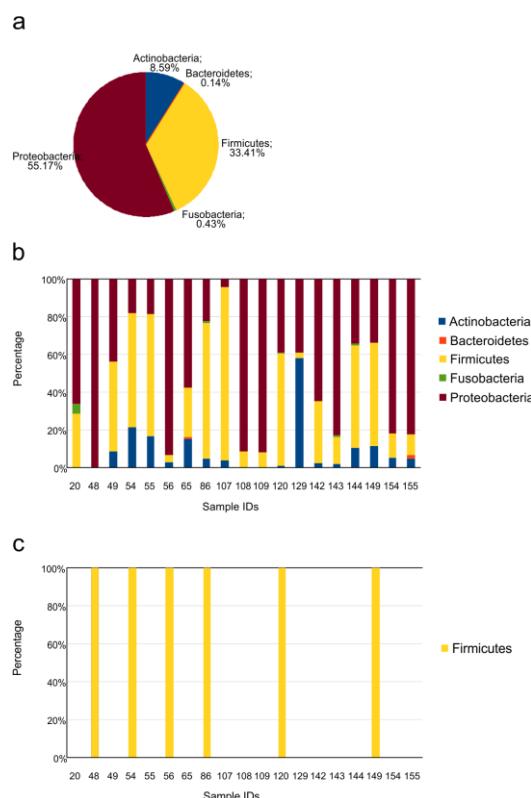 a
Actinobacteria;
8.59%
Bacteroidetes;
0.14%
Firmicutes;
33.41%
Proteobacteria
55.17%
Fusobacteria;
0.43%
b
100%
80%
60%
40%
20%
0%
Percentage
20 48 49 54 55 56 65 86 107 108 109 120 129 142 143 144 149 154 155
Sample IDs
Actinobacteria
Bacteroidetes
Firmicutes
Fusobacteria
Proteobacteria
c
100%
80%
60%
40%
20%
0%
Percentage
20 48 49 54 55 56 65 86 107 108 109 120 129 142 143 144 149 154 155
Sample IDs
Firmicutes